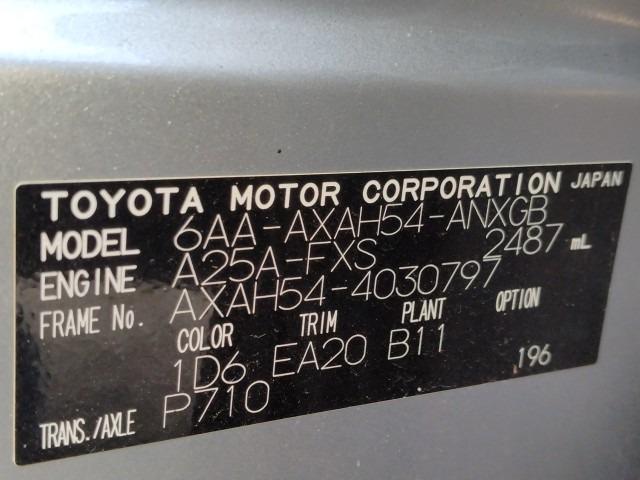 TOYOTA MOTOR CORPORATION JAPAN
MODEL 6AA-AXAH54-ANXGB
ENGINE A25A-FXS 2487 mL
FRAME No. AXAH54-4030797
COLOR TRIM PLANT OPTION
1D6 EA20 B11 196
TRANS./AXLE P710